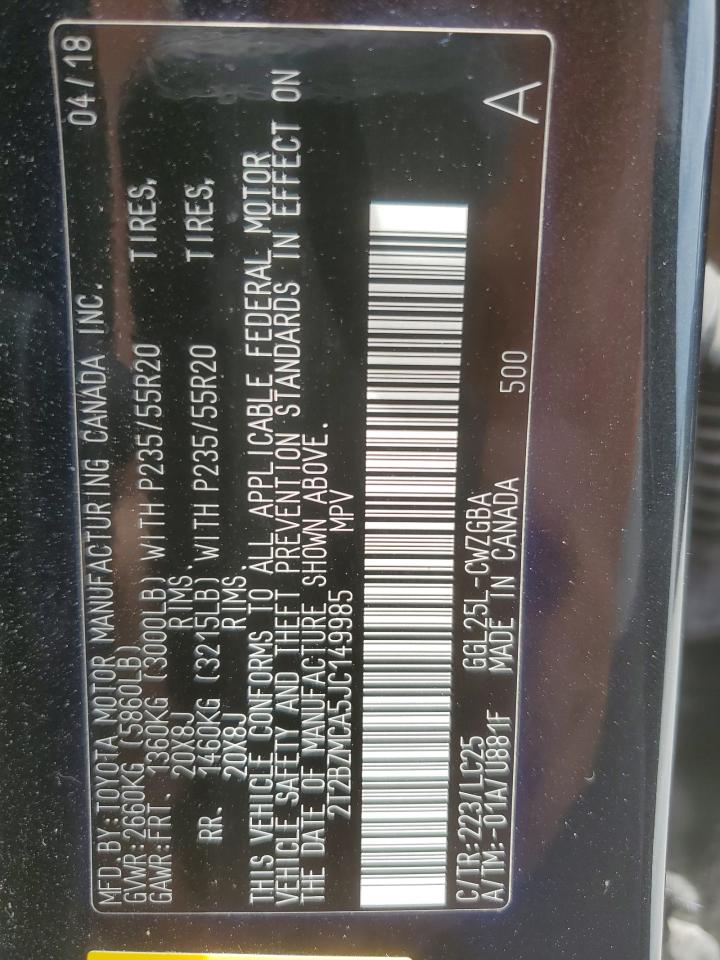 MFD. BY: TOYOTA MOTOR MANUFACTURING CANADA INC. 04/18
GVWR: 2660KG (5860LB)
GAWR: FRT. 1360KG (3000LB) WITH P235/55R20 TIRES,
20X8J RIMS.
RR. 1460KG (3215LB) WITH P235/55R20 TIRES,
20X8J RIMS.
THIS VEHICLE CONFORMS TO ALL APPLICABLE FEDERAL MOTOR
VEHICLE SAFETY AND THEFT PREVENTION STANDARDS IN EFFECT ON
THE DATE OF MANUFACTURE SHOWN ABOVE.
2T2BZMCA5JC149985 MPV
C/TR: 223/LC25 GGL25L-CWZGBA
A/TM: -01A/U881F MADE IN CANADA 500 A